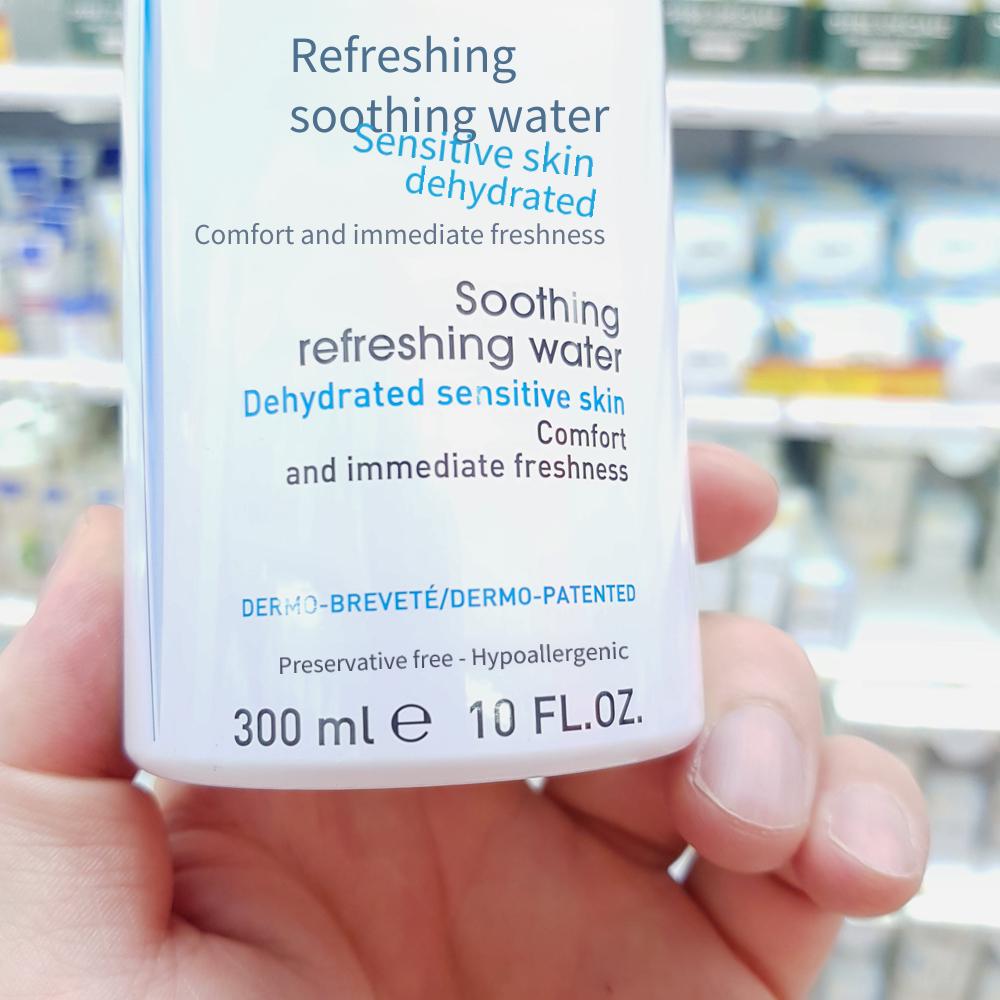 Refreshing
soothing water
Sensitive skin
dehydrated
Comfort and immediate freshness
Soothing
refreshing water
Dehydrated sensitive skin
Comfort
and immediate freshness
DERMO-BREVETÉ/DERMO-PATENTED
Preservative free - Hypoallergenic
300 ml e 10 FL.OZ.